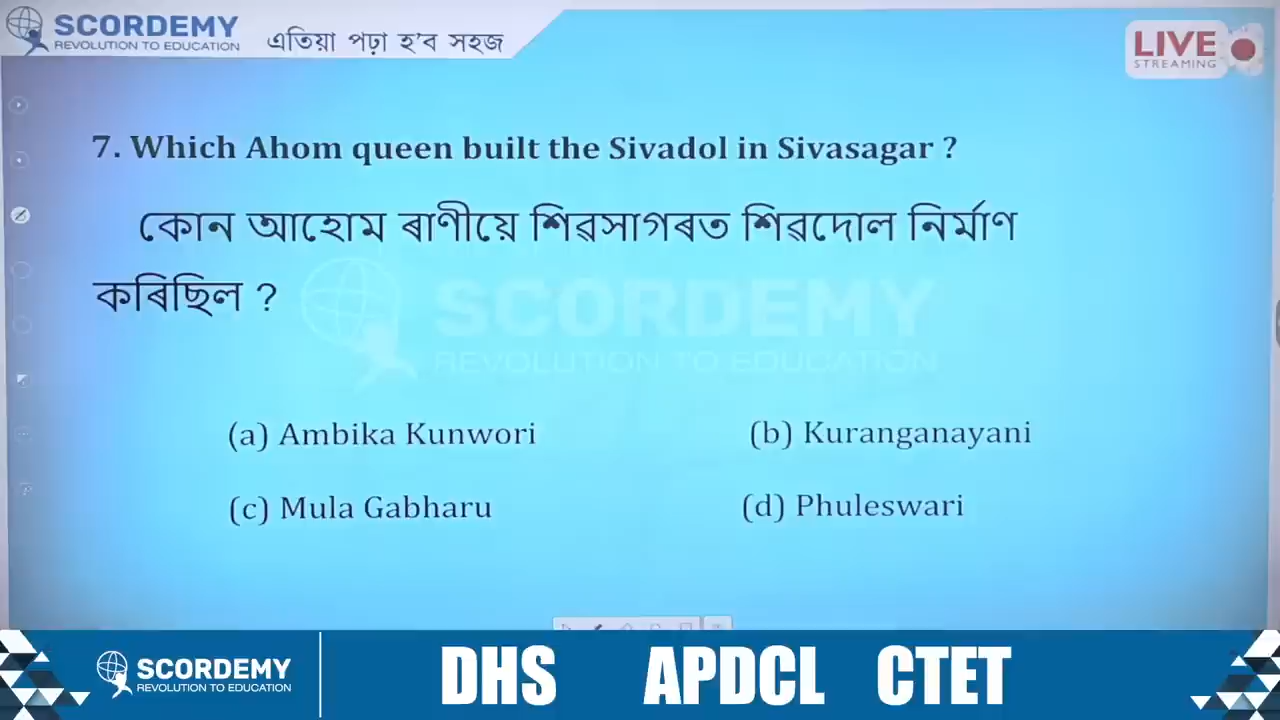 SCORDEMY
REVOLUTION TO EDUCATION
এতিয়া পঢ়া হ'ব সহজ
LIVE
STREAMING
7. Which Ahom queen built the Sivadol in Sivasagar ?
কোন আহোম ৰাণীয়ে শিৱসাগৰত শিৱদোল নিৰ্মাণ
কৰিছিল ?
SCORDEMY
REVOLUTION TO EDUCATION
(a) Ambika Kunwori
(b) Kuranganayani
(c) Mula Gabharu
(d) Phuleswari
SCORDEMY
REVOLUTION TO EDUCATION
DHS APDCL CTET